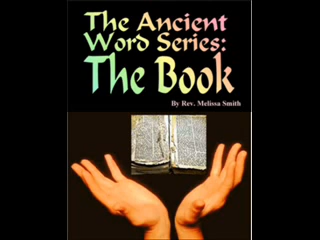 The Ancient
Word Series:
The Book
By Rev. Melissa Smith